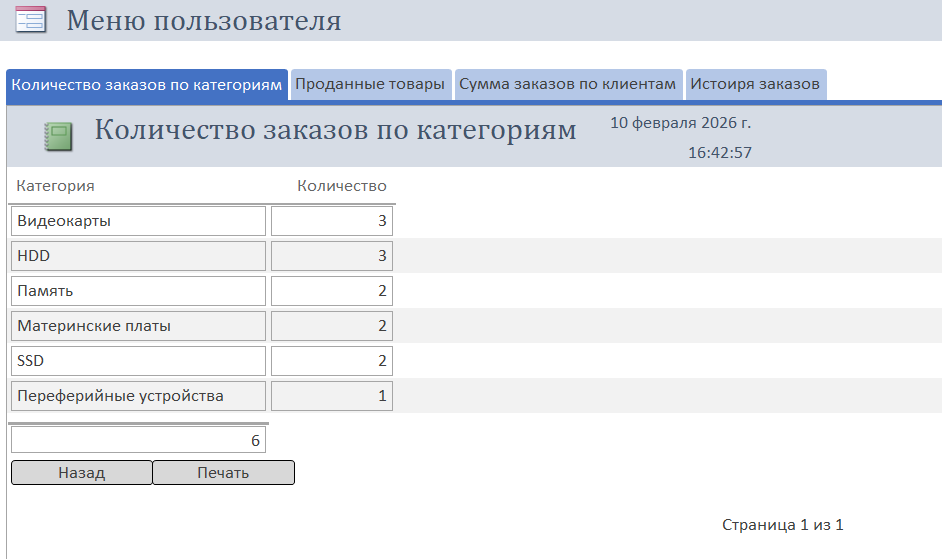 Меню пользователя
Количество заказов по категориям Проданные товары Сумма заказов по клиентам Истоиря заказов
Количество заказов по категориям 10 февраля 2026 г.
16:42:57
Категория Количество
Видеокарты 3
HDD 3
Память 2
Материнские платы 2
SSD 2
Переферийные устройства 1
6
Назад Печать
Страница 1 из 1